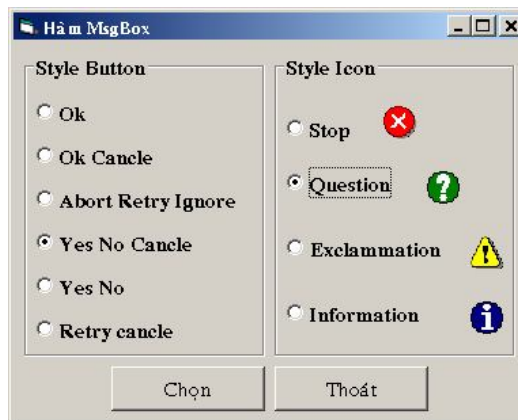 Hàm MsgBox
Style Button
Ok
Ok Cancle
Abort Retry Ignore
Yes No Cancle
Yes No
Retry cancle
Style Icon
Stop
Question
Exclammation
Information
Chọn
Thoát